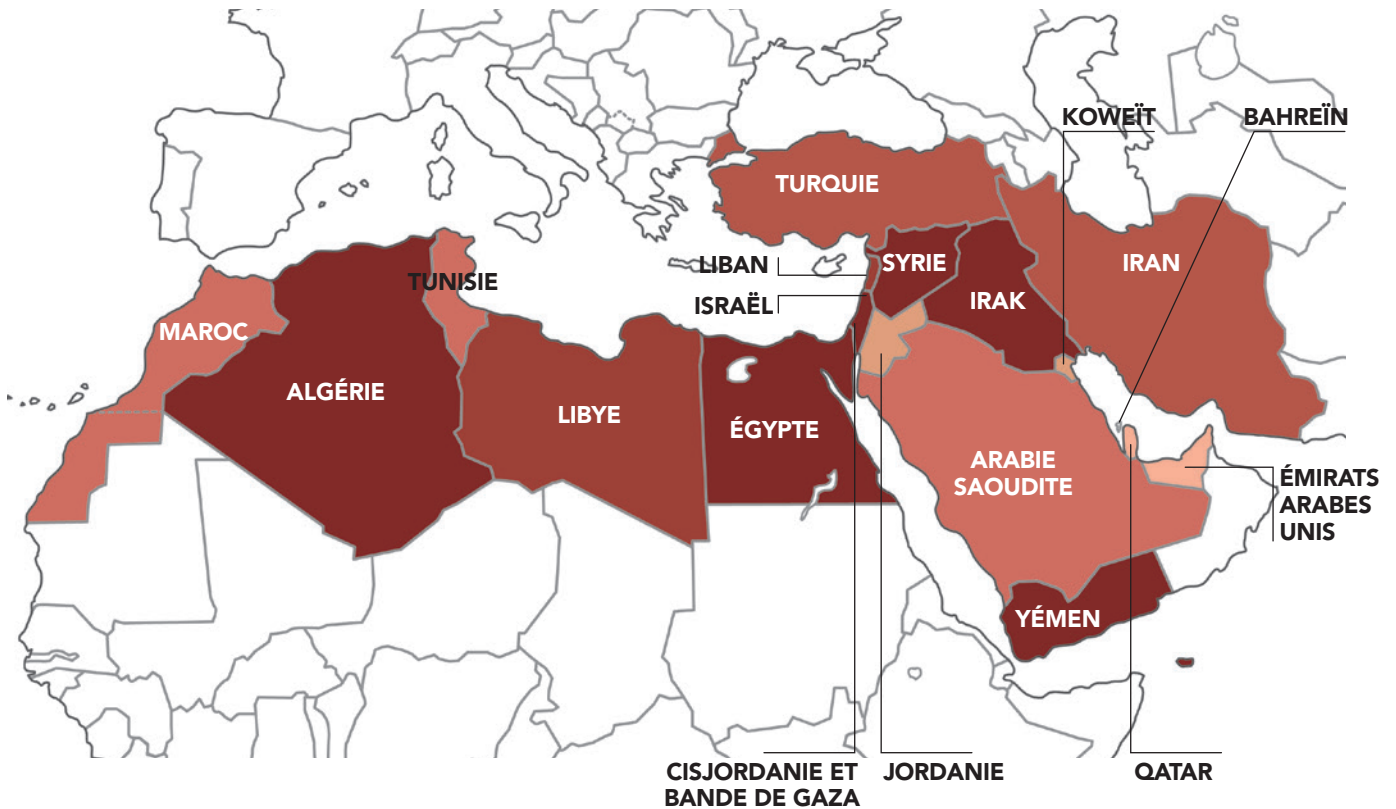 KOWEÏT
BAHREÏN
TURQUIE
LIBAN
SYRIE
IRAN
TUNISIE
ISRAËL
IRAK
MAROC
ALGÉRIE
LIBYE
ÉGYPTE
ARABIE
SAOUDITE
ÉMIRATS
ARABES
UNIS
YÉMEN
CISJORDANIE ET
BANDE DE GAZA
JORDANIE
QATAR